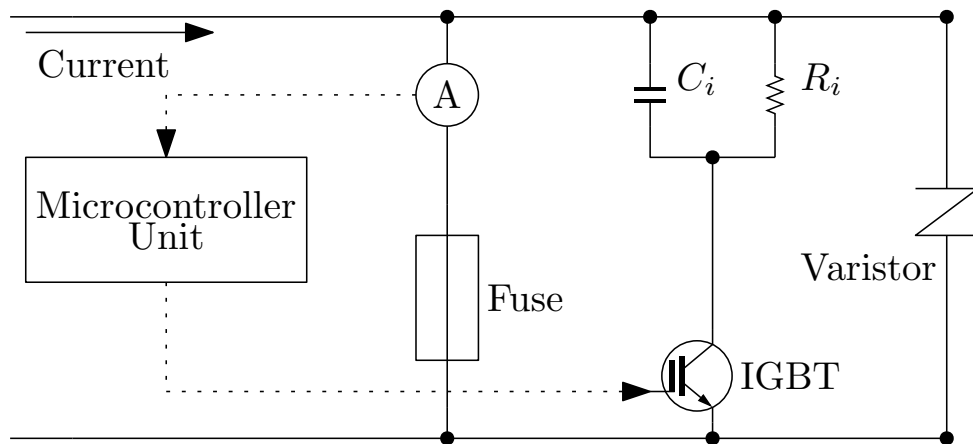 Current
A
C_i
R_i
Microcontroller
Unit
Varistor
Fuse
IGBT